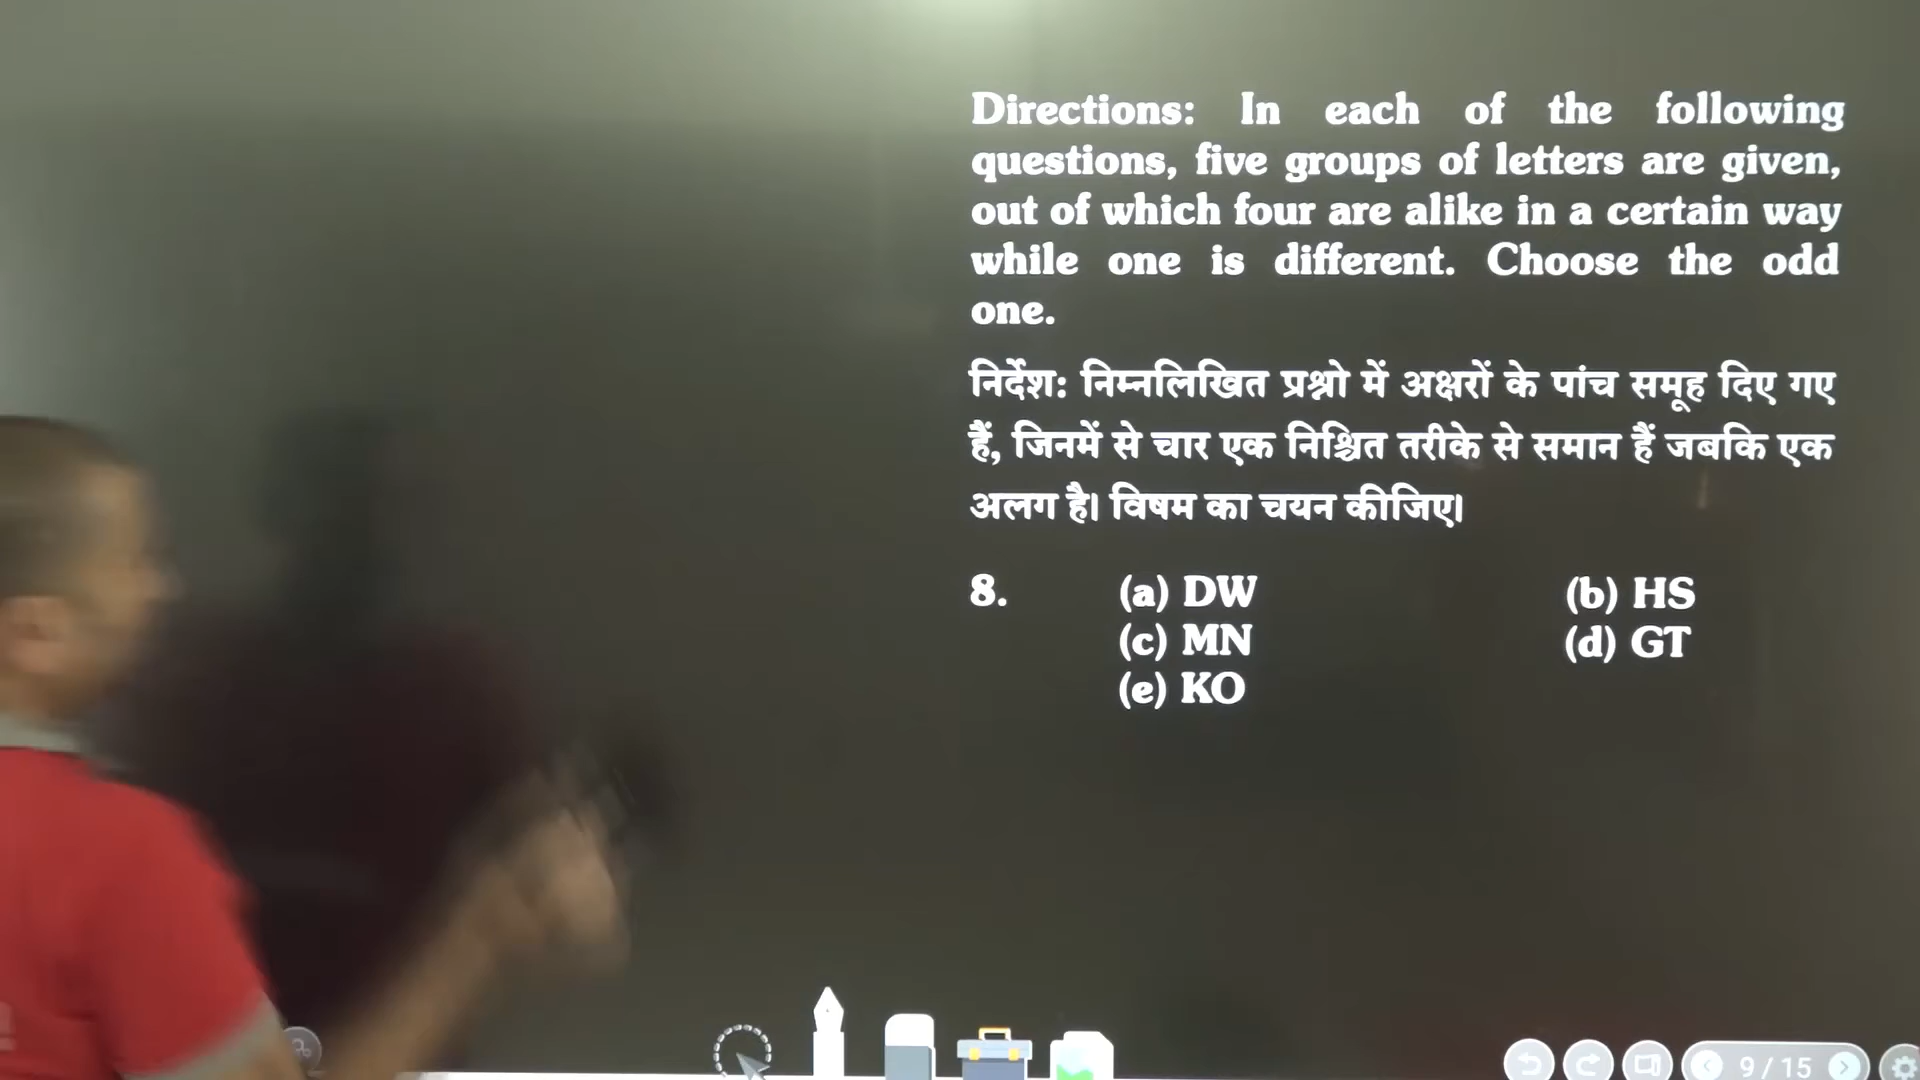 Directions: In each of the following
questions, five groups of letters are given,
out of which four are alike in a certain way
while one is different. Choose the odd
one.
निर्देश: निम्नलिखित प्रश्नो में अक्षरों के पांच समूह दिए गए
हैं, जिनमें से चार एक निश्चित तरीके से समान हैं जबकि एक
अलग है। विषम का चयन कीजिए।
8. (a) DW (b) HS
(c) MN (d) GT
(e) KO
9 / 15